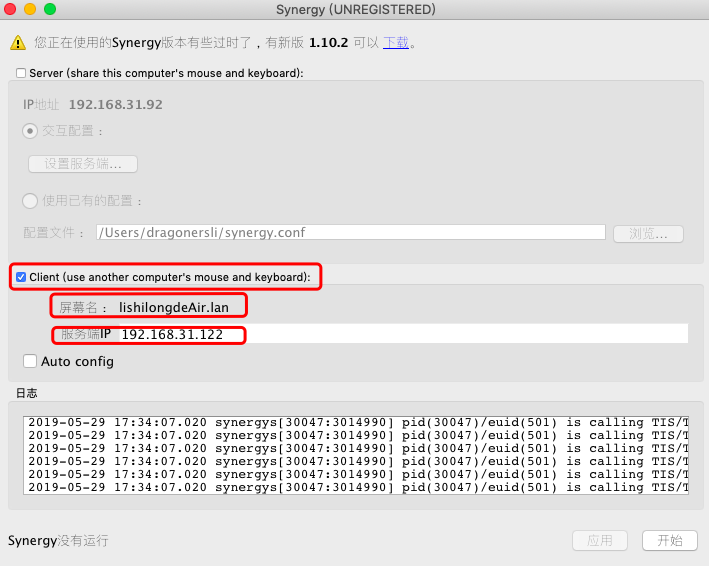 Synergy (UNREGISTERED)
您正在使用的Synergy版本有些过时了，有新版 1.10.2 可以 下载。
Server (share this computer's mouse and keyboard):
IP地址 192.168.31.92
交互配置：
设置服务端...
使用已有的配置：
配置文件： /Users/dragonersli/synergy.conf 浏览...
Client (use another computer's mouse and keyboard):
屏幕名： lishilongdeAir.lan
服务端IP 192.168.31.122
Auto config
日志
2019-05-29 17:34:07.020 synergys[30047:3014990] pid(30047)/euid(501) is calling TIS/T
2019-05-29 17:34:07.020 synergys[30047:3014990] pid(30047)/euid(501) is calling TIS/T
2019-05-29 17:34:07.020 synergys[30047:3014990] pid(30047)/euid(501) is calling TIS/T
2019-05-29 17:34:07.020 synergys[30047:3014990] pid(30047)/euid(501) is calling TIS/T
2019-05-29 17:34:07.020 synergys[30047:3014990] pid(30047)/euid(501) is calling TIS/T
2019-05-29 17:34:07.020 synergys[30047:3014990] pid(30047)/euid(501) is calling TIS/T
Synergy没有运行 应用 开始